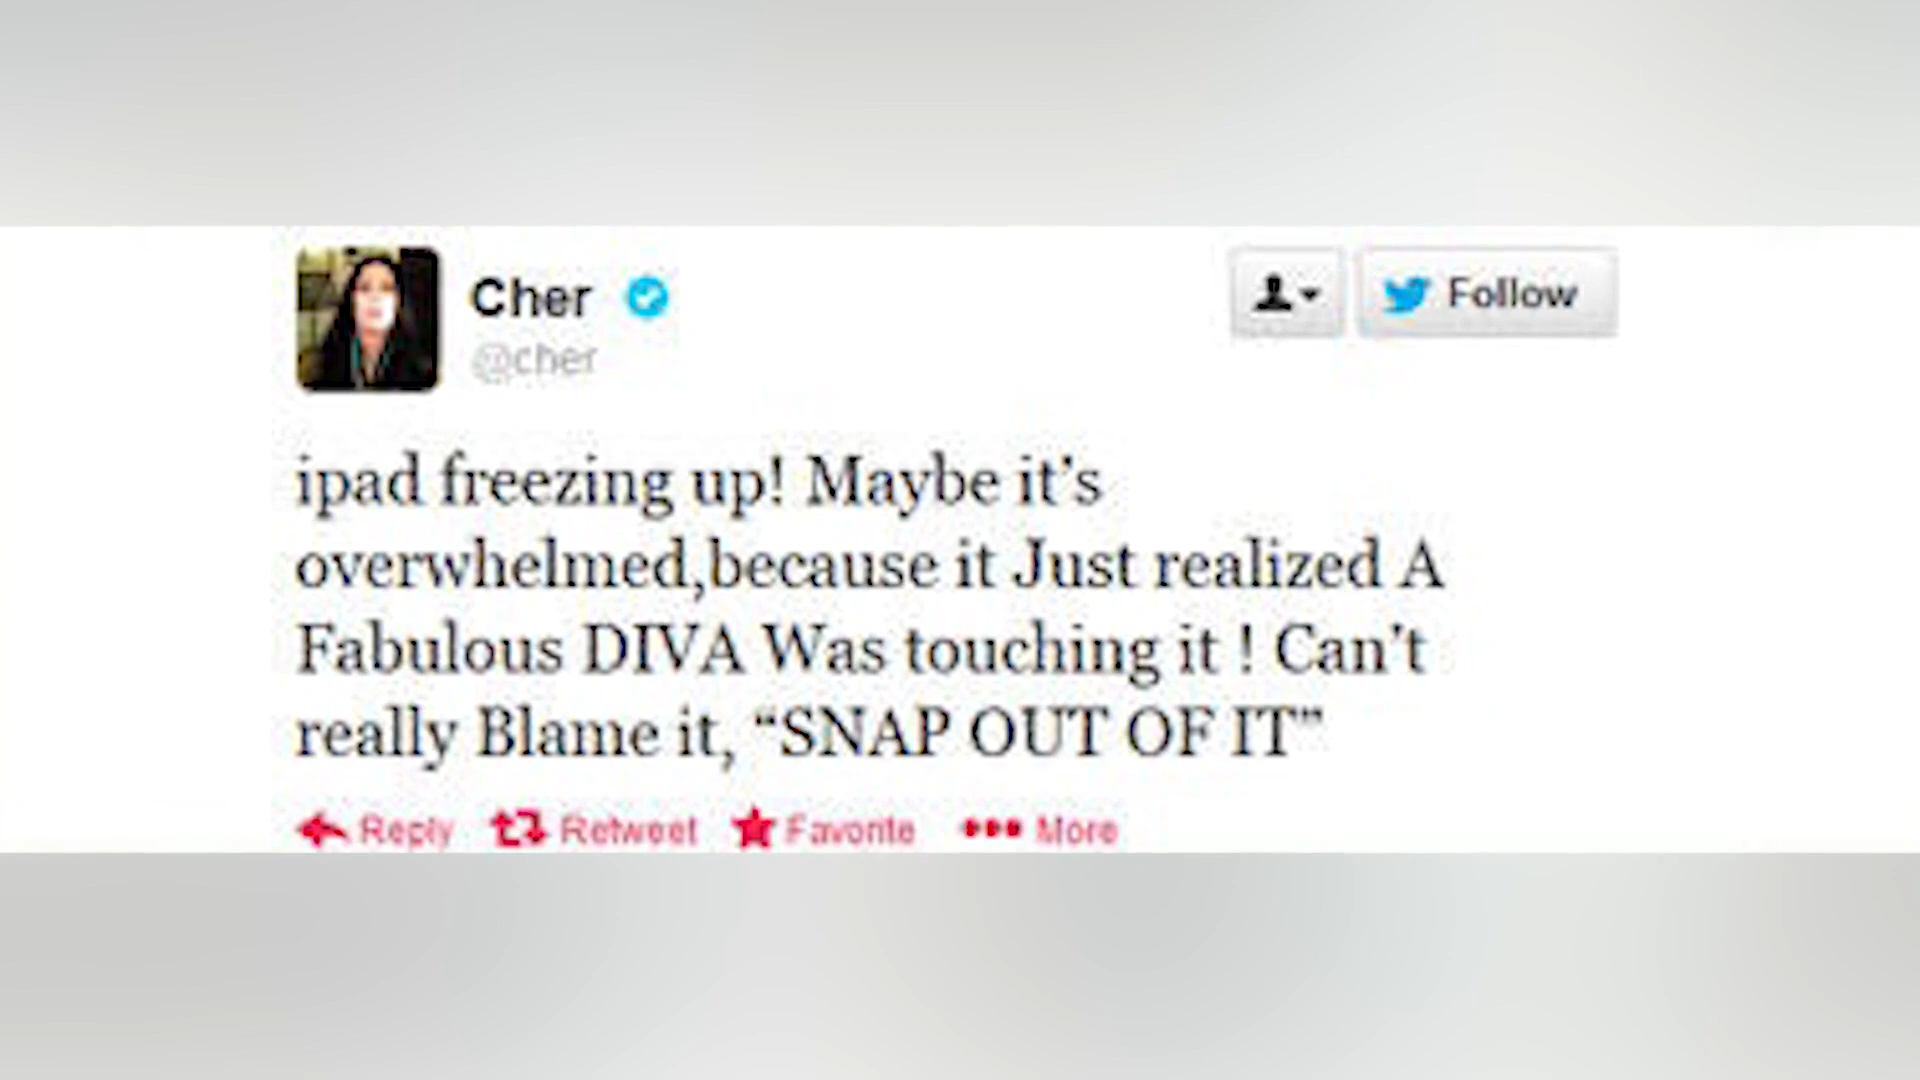 Cher
@cher
Follow
ipad freezing up! Maybe it’s
overwhelmed,because it Just realized A
Fabulous DIVA Was touching it ! Can’t
really Blame it, “SNAP OUT OF IT”
Reply Retweet Favorite More